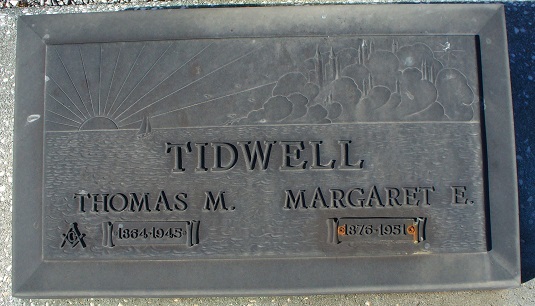 TIDWELL
THOMAS M. MARGARET E.
1864-1945 1876-1951